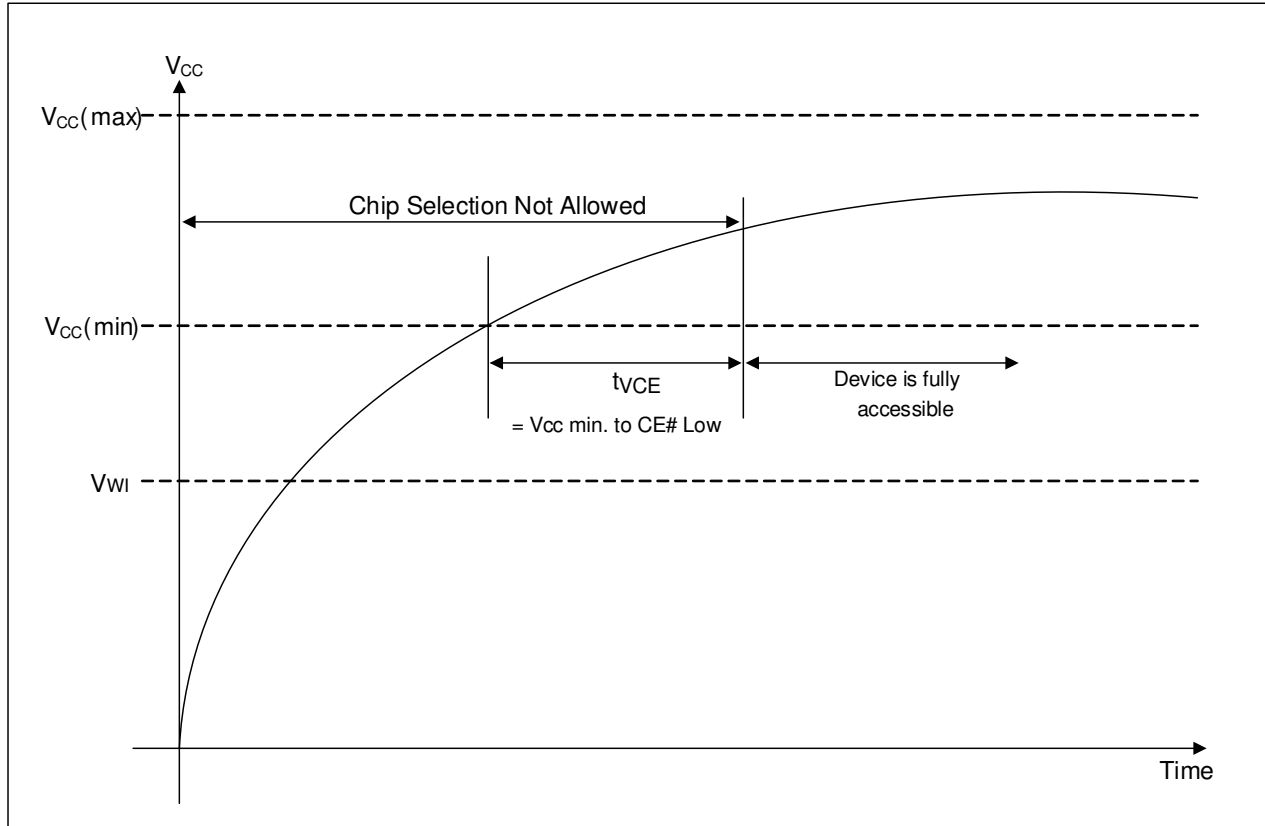 VCC
VCC(max)
Chip Selection Not Allowed
VCC(min)
tVCE
= Vcc min. to CE# Low
Device is fully
accessible
VWI
Time